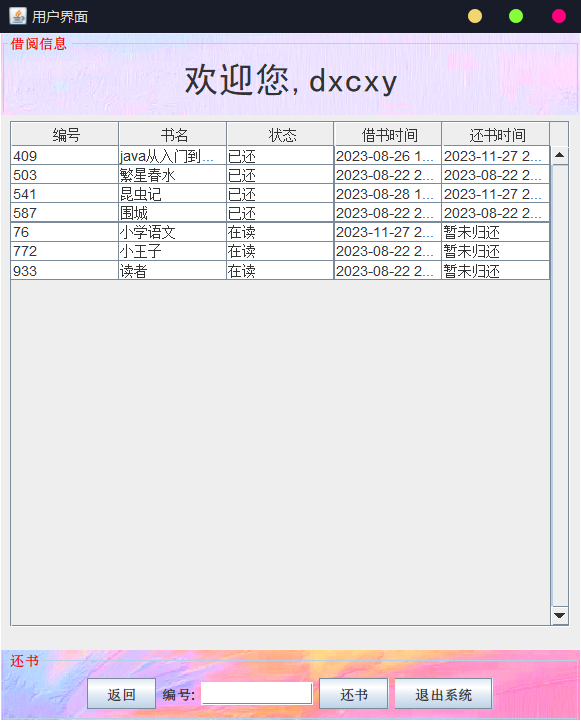 用户界面
借阅信息
欢迎您, dxcxy
编号 书名 状态 借书时间 还书时间
409 java从入门到... 已还 2023-08-26 1... 2023-11-27 2...
503 繁星春水 已还 2023-08-22 2... 2023-08-22 2...
541 昆虫记 已还 2023-08-28 1... 2023-11-27 2...
587 围城 已还 2023-08-22 2... 2023-08-22 2...
76 小学语文 在读 2023-11-27 2... 暂未归还
772 小王子 在读 2023-08-22 2... 暂未归还
933 读者 在读 2023-08-22 2... 暂未归还
还书
返回 编号: 还书 退出系统